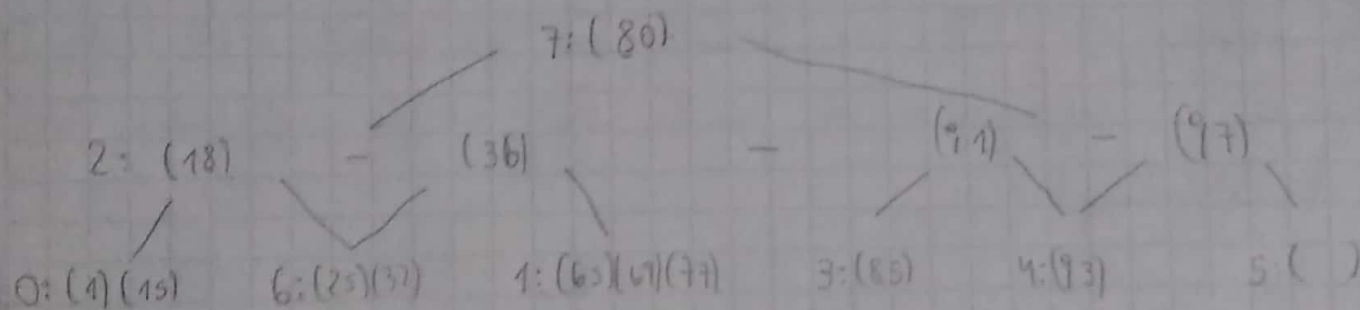 7: (80)
2: (18) - (36) - (91) - (97)
0: (1)(15) 6: (25)(32) 1: (65)(67)(77) 3: (85) 4: (93) 5 ( )